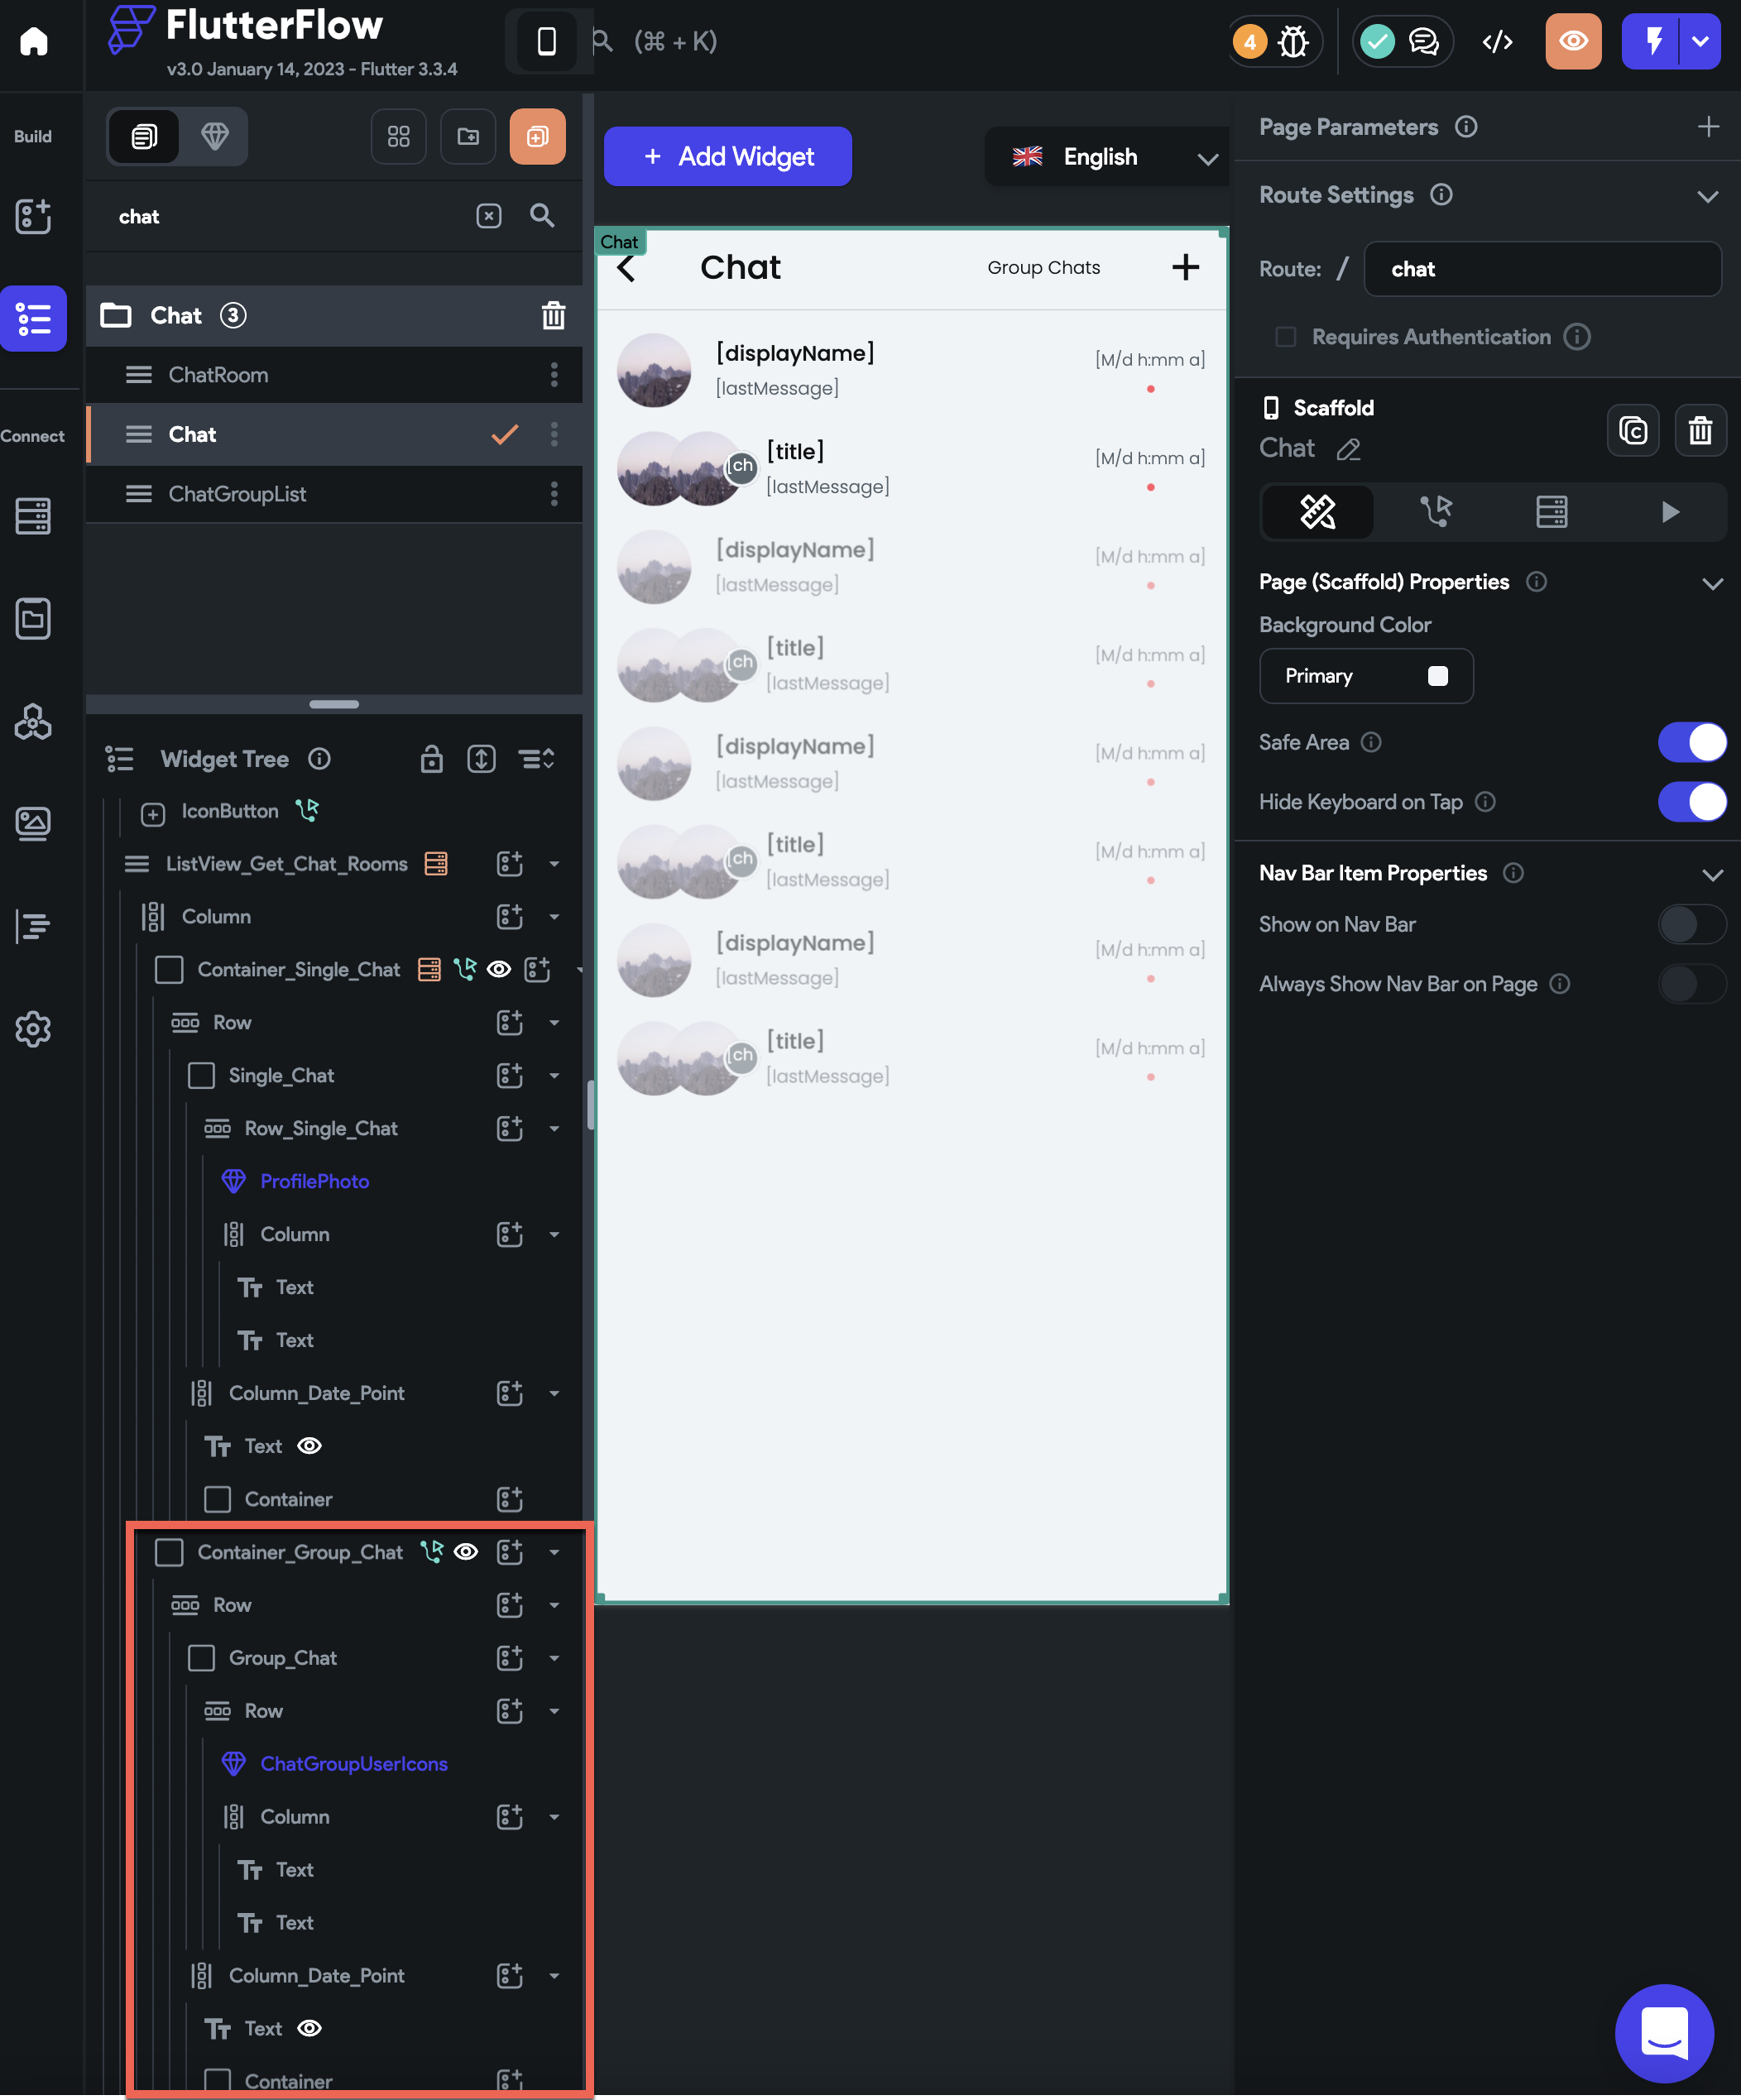 FlutterFlow
v3.0 January 14, 2023 - Flutter 3.3.4
(⌘ + K)
4
Build
Connect
chat
Chat 3
ChatRoom
Chat
ChatGroupList
Widget Tree
IconButton
ListView_Get_Chat_Rooms
Column
Container_Single_Chat
Row
Single_Chat
Row_Single_Chat
ProfilePhoto
Column
Text
Text
Column_Date_Point
Text
Container
Container_Group_Chat
Row
Group_Chat
Row
ChatGroupUserIcons
Column
Text
Text
Column_Date_Point
Text
Container
+ Add Widget
English
Chat
Chat
Group Chats
[displayName]
[M/d h:mm a]
[lastMessage]
[ch
[title]
[M/d h:mm a]
[lastMessage]
[displayName]
[M/d h:mm a]
[lastMessage]
[ch
[title]
[M/d h:mm a]
[lastMessage]
[displayName]
[M/d h:mm a]
[lastMessage]
[ch
[title]
[M/d h:mm a]
[lastMessage]
[displayName]
[M/d h:mm a]
[lastMessage]
[ch
[title]
[M/d h:mm a]
[lastMessage]
Page Parameters
Route Settings
Route: / chat
Requires Authentication
Scaffold
Chat
Page (Scaffold) Properties
Background Color
Primary
Safe Area
Hide Keyboard on Tap
Nav Bar Item Properties
Show on Nav Bar
Always Show Nav Bar on Page